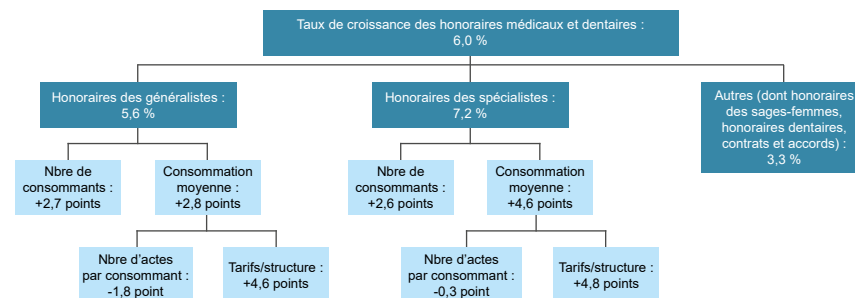 Taux de croissance des honoraires médicaux et dentaires :
6,0 %
Honoraires des généralistes :
5,6 %
Honoraires des spécialistes :
7,2 %
Autres (dont honoraires
des sages-femmes,
honoraires dentaires,
contrats et accords) :
3,3 %
Nbre de
consommants :
+2,7 points
Consommation
moyenne :
+2,8 points
Nbre de
consommants :
+2,6 points
Consommation
moyenne :
+4,6 points
Nbre d'actes
par consommant :
-1,8 point
Tarifs/structure :
+4,6 points
Nbre d'actes
par consommant :
-0,3 point
Tarifs/structure :
+4,8 points